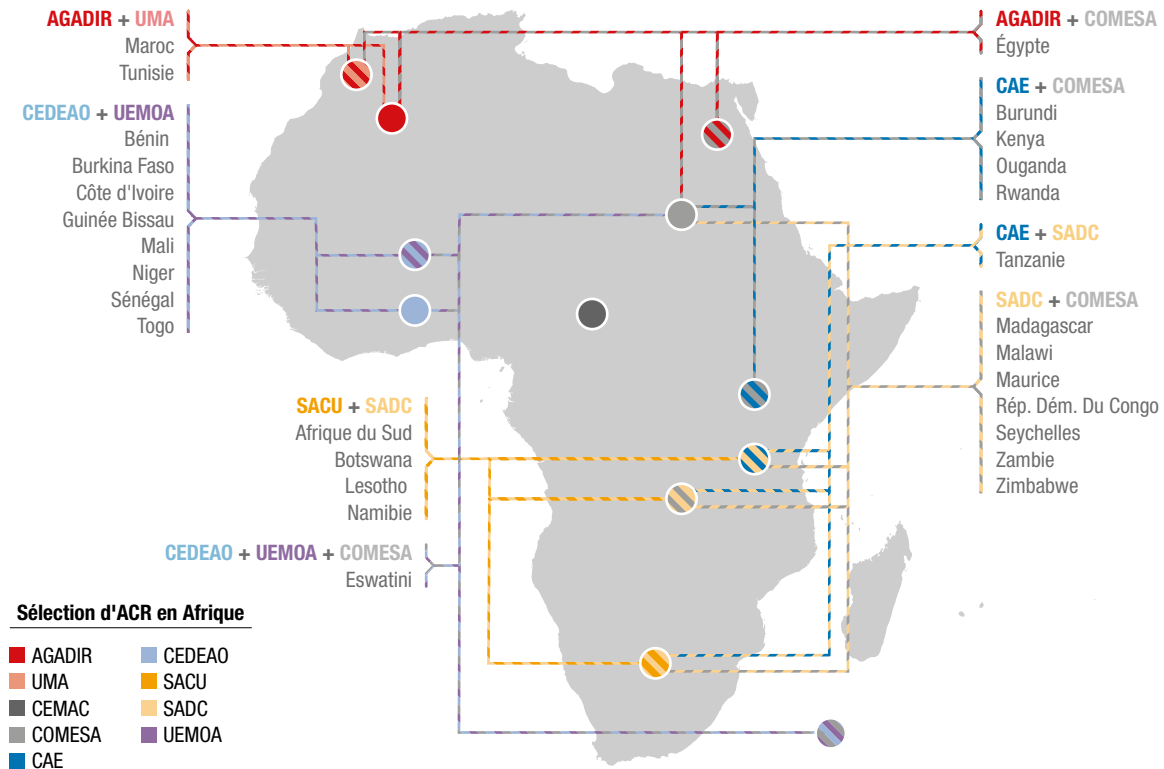 AGADIR + UMA
Maroc
Tunisie
CEDEAO + UEMOA
Bénin
Burkina Faso
Côte d'Ivoire
Guinée Bissau
Mali
Niger
Sénégal
Togo
SACU + SADC
Afrique du Sud
Botswana
Lesotho
Namibie
CEDEAO + UEMOA + COMESA
Eswatini
AGADIR + COMESA
Égypte
CAE + COMESA
Burundi
Kenya
Ouganda
Rwanda
CAE + SADC
Tanzanie
SADC + COMESA
Madagascar
Malawi
Maurice
Rép. Dém. Du Congo
Seychelles
Zambie
Zimbabwe
Sélection d'ACR en Afrique
AGADIR
UMA
CEMAC
COMESA
CAE
CEDEAO
SACU
SADC
UEMOA